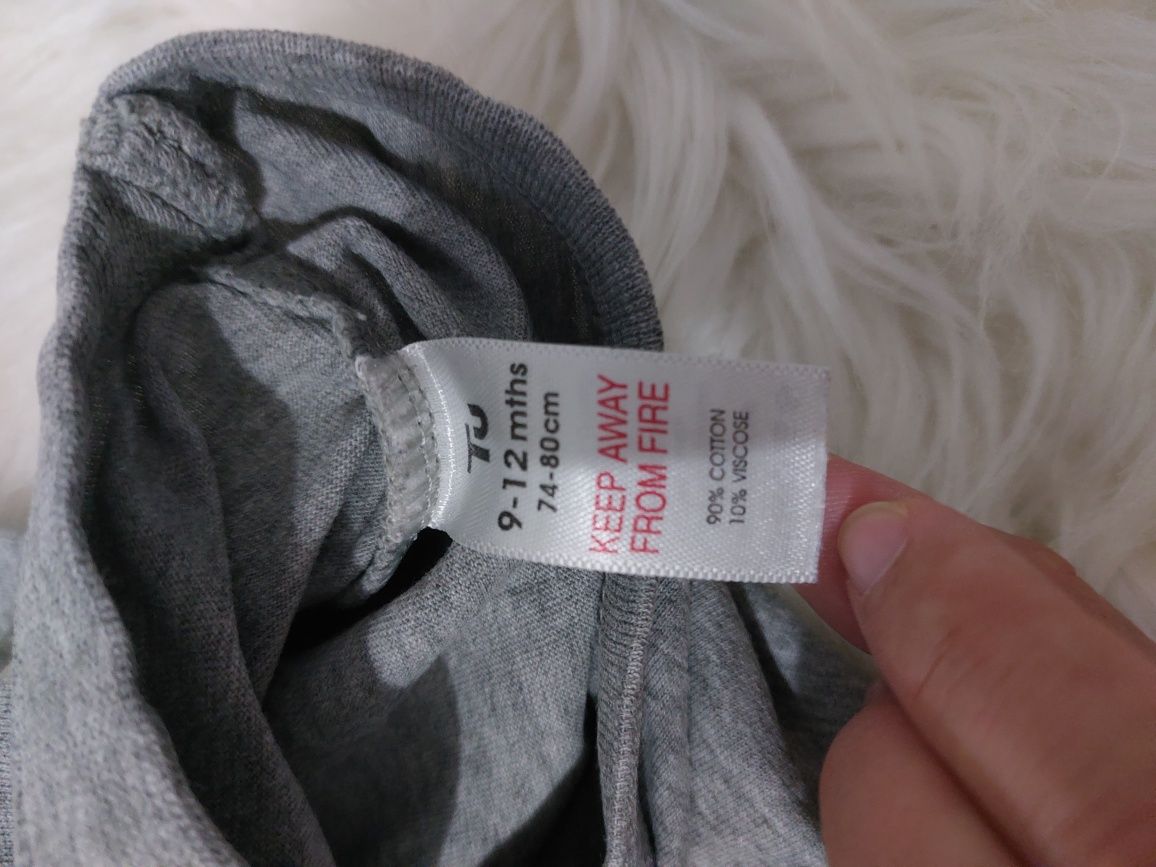 TU
9-12 mths
74-80cm
KEEP AWAY
FROM FIRE
90% COTTON
10% VISCOSE